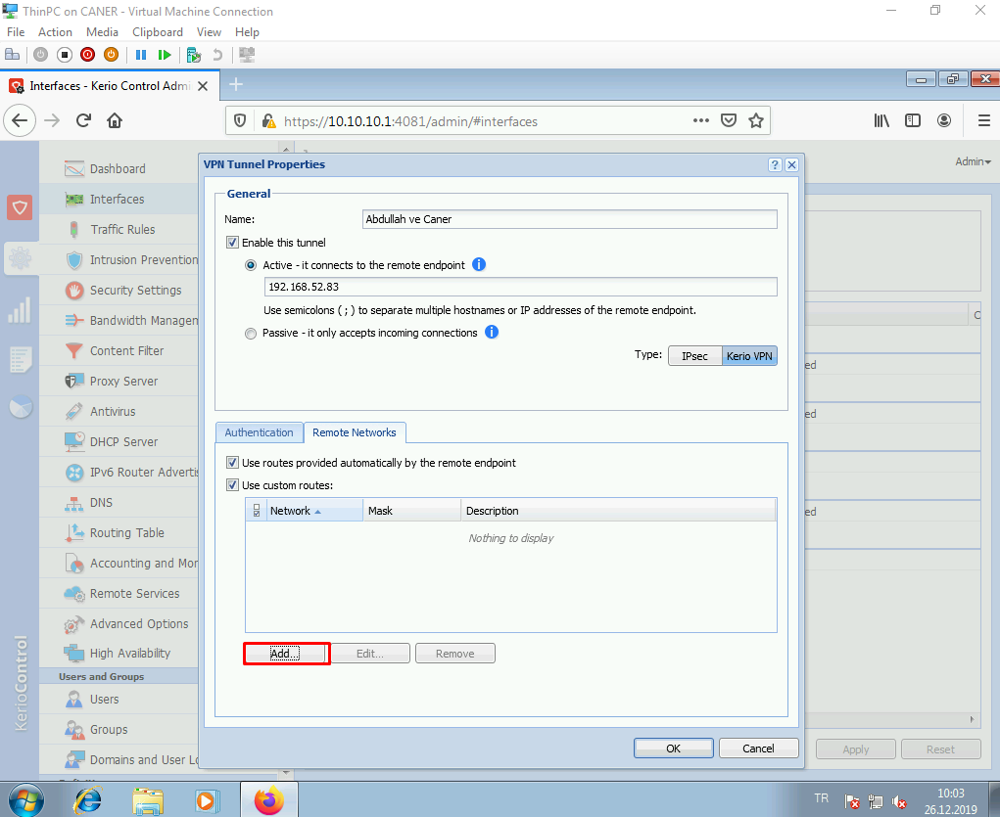 ThinPC on CANER - Virtual Machine Connection
File Action Media Clipboard View Help
Interfaces - Kerio Control Admi
https://10.10.10.1:4081/admin/#interfaces
Admin
Dashboard
Interfaces
Traffic Rules
Intrusion Prevention
Security Settings
Bandwidth Managem
Content Filter
Proxy Server
Antivirus
DHCP Server
IPv6 Router Adverti
DNS
Routing Table
Accounting and Mor
Remote Services
Advanced Options
High Availability
Users and Groups
Users
Groups
Domains and User Lo
KerioControl
VPN Tunnel Properties
General
Name: Abdullah ve Caner
Enable this tunnel
Active - it connects to the remote endpoint
192.168.52.83
Use semicolons ( ; ) to separate multiple hostnames or IP addresses of the remote endpoint.
Passive - it only accepts incoming connections
Type: IPsec Kerio VPN
Authentication Remote Networks
Use routes provided automatically by the remote endpoint
Use custom routes:
Network Mask Description
Nothing to display
Add... Edit... Remove
OK Cancel
ed
ed
ed
Apply Reset
TR
10:03
26.12.2019